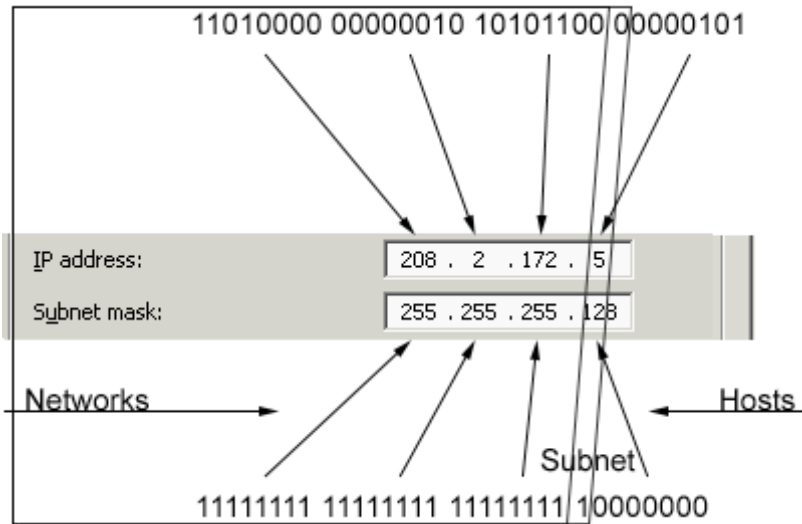 11010000 00000010 10101100 00000101
IP address: 208 . 2 . 172 . 5
Subnet mask: 255 . 255 . 255 . 128
Networks Hosts
Subnet
11111111 11111111 11111111 10000000